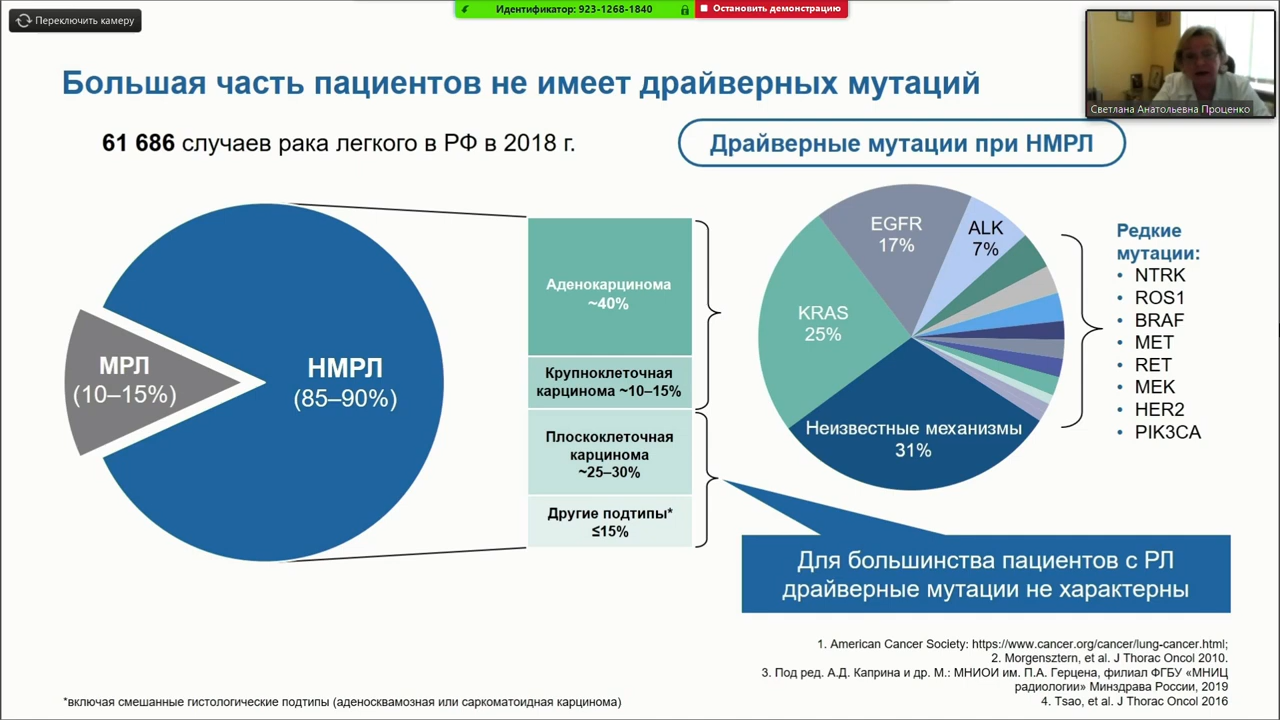 Переключить камеру
Идентификатор: 923-1268-1840
Остановить демонстрацию
Светлана Анатольевна Проценко
Большая часть пациентов не имеет драйверных мутаций
61 686 случаев рака легкого в РФ в 2018 г.
Драйверные мутации при НМРЛ
МРЛ
(10–15%)
НМРЛ
(85–90%)
Аденокарцинома
~40%
Крупноклеточная
карцинома ~10–15%
Плоскоклеточная
карцинома
~25–30%
Другие подтипы*
≤15%
EGFR
17%
ALK
7%
KRAS
25%
Неизвестные механизмы
31%
Редкие
мутации:
• NTRK
• ROS1
• BRAF
• MET
• RET
• MEK
• HER2
• PIK3CA
Для большинства пациентов с РЛ
драйверные мутации не характерны
1. American Cancer Society: https://www.cancer.org/cancer/lung-cancer.html;
2. Morgensztern, et al. J Thorac Oncol 2010.
3. Под ред. А.Д. Каприна и др. М.: МНИОИ им. П.А. Герцена, филиал ФГБУ «МНИЦ
радиологии» Минздрава России, 2019
4. Tsao, et al. J Thorac Oncol 2016
*включая смешанные гистологические подтипы (аденосквамозная или саркоматоидная карцинома)